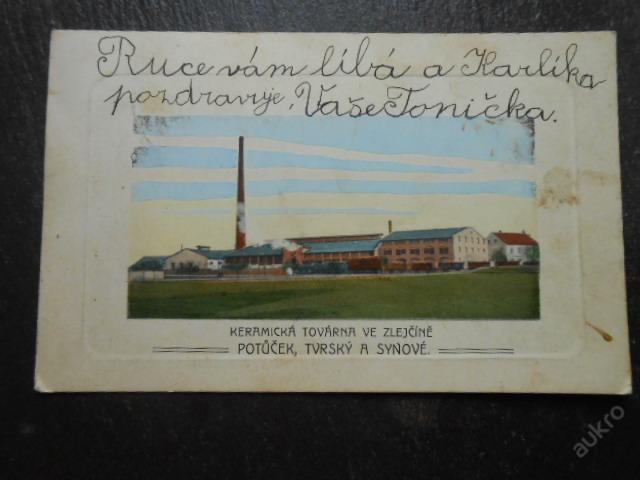 Ruce vám líbá a Karlíka
pozdravuje, Vaše Tonička.
KERAMICKÁ TOVÁRNA VE ZLEJČÍNĚ
POTŮČEK, TVRSKÝ A SYNOVÉ.
aukro